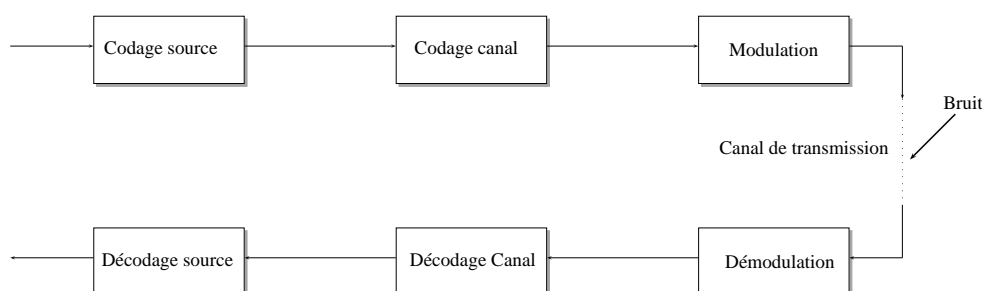 Codage source
Codage canal
Modulation
Bruit
Canal de transmission
Décodage source
Décodage Canal
Démodulation